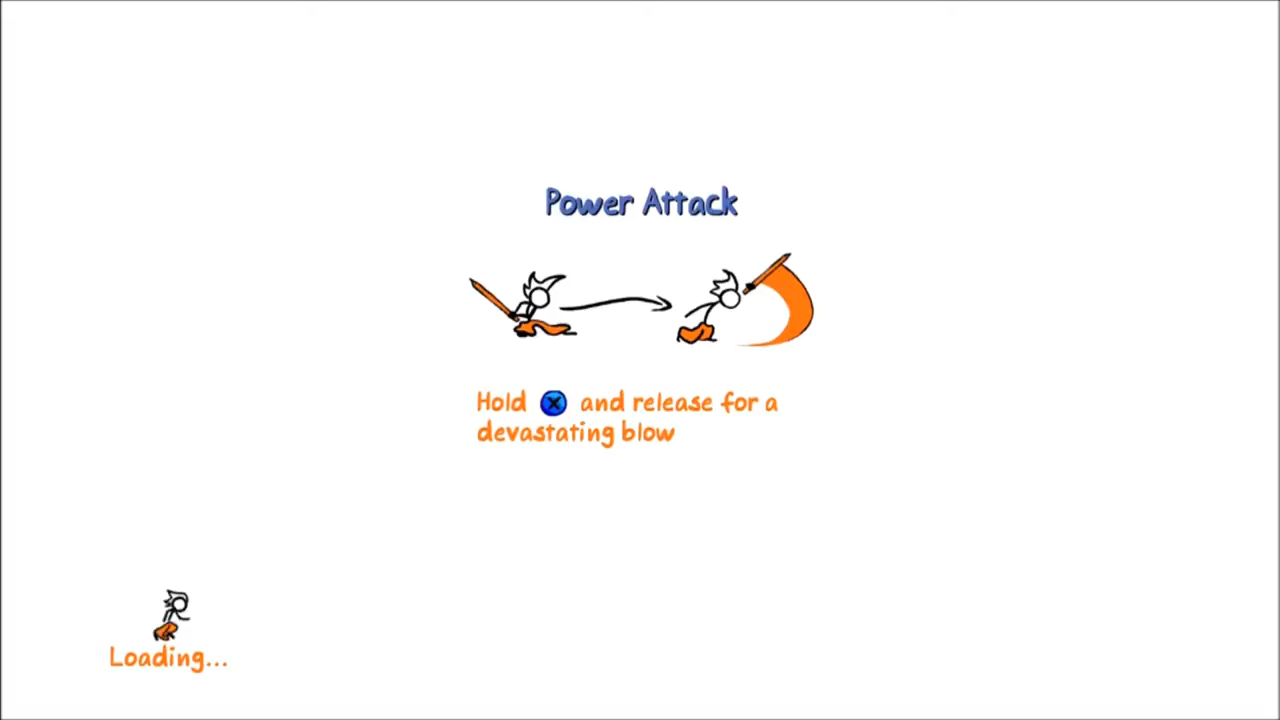 Power Attack
Hold X and release for a
devastating blow
Loading...